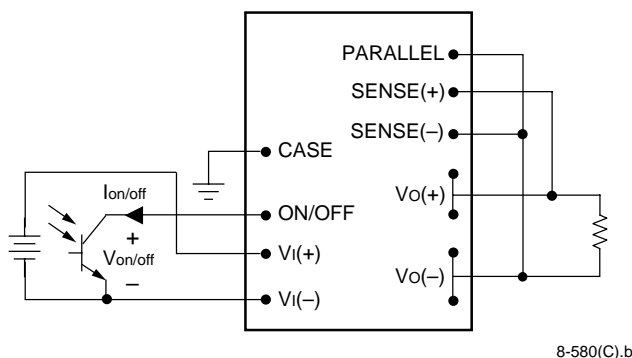 PARALLEL
SENSE(+)
SENSE(–)
CASE
VO(+)
Ion/off
ON/OFF
+
Von/off
VI(+)
–
VO(–)
VI(–)
8-580(C).b